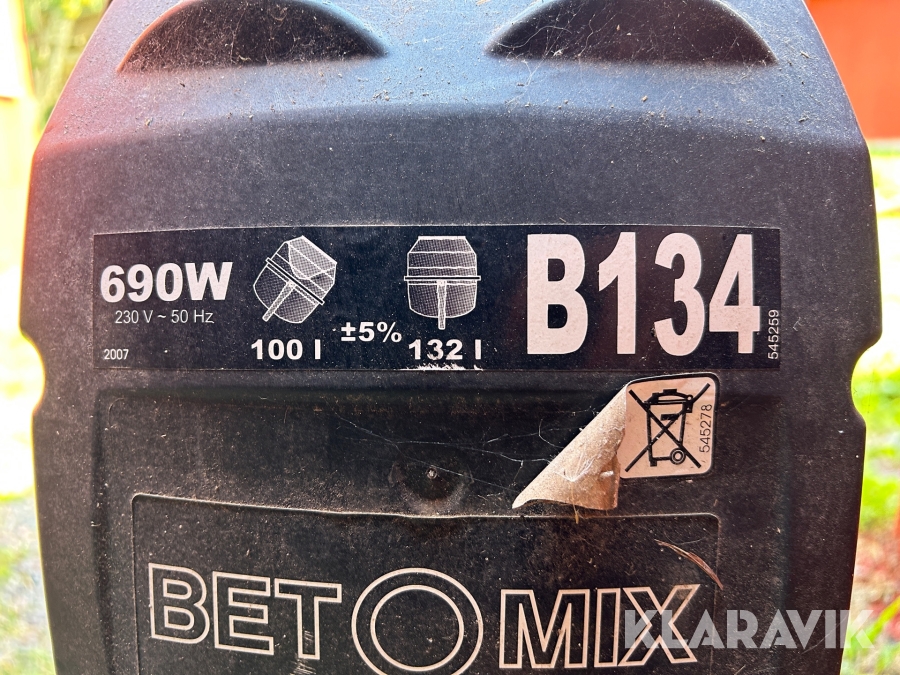 690W
230 V ~ 50 Hz
2007
100 l
±5%
132 l
B134
545259
545278
BETOMIX
KLARAVIK